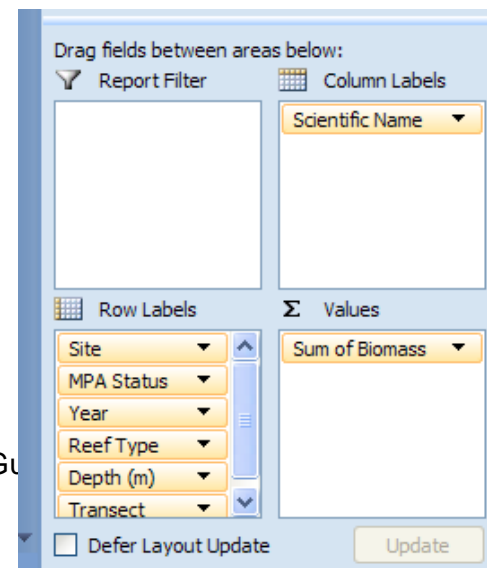 Drag fields between areas below:
Report Filter
Column Labels
Scientific Name
Row Labels
Σ Values
Site
MPA Status
Year
Reef Type
Depth (m)
Transect
Sum of Biomass
Defer Layout Update
Update